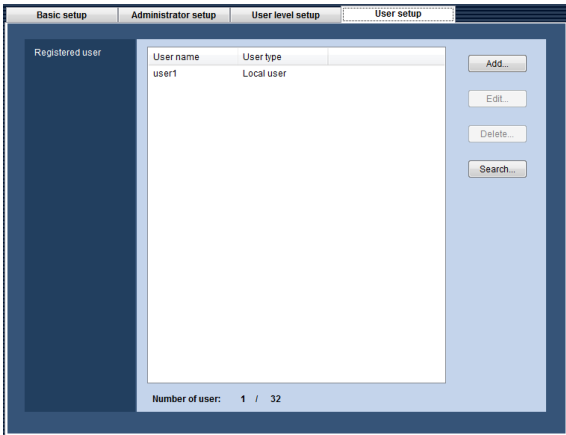 Basic setup Administrator setup User level setup User setup
Registered user
User name User type
user1 Local user
Add...
Edit...
Delete...
Search...
Number of user: 1 / 32